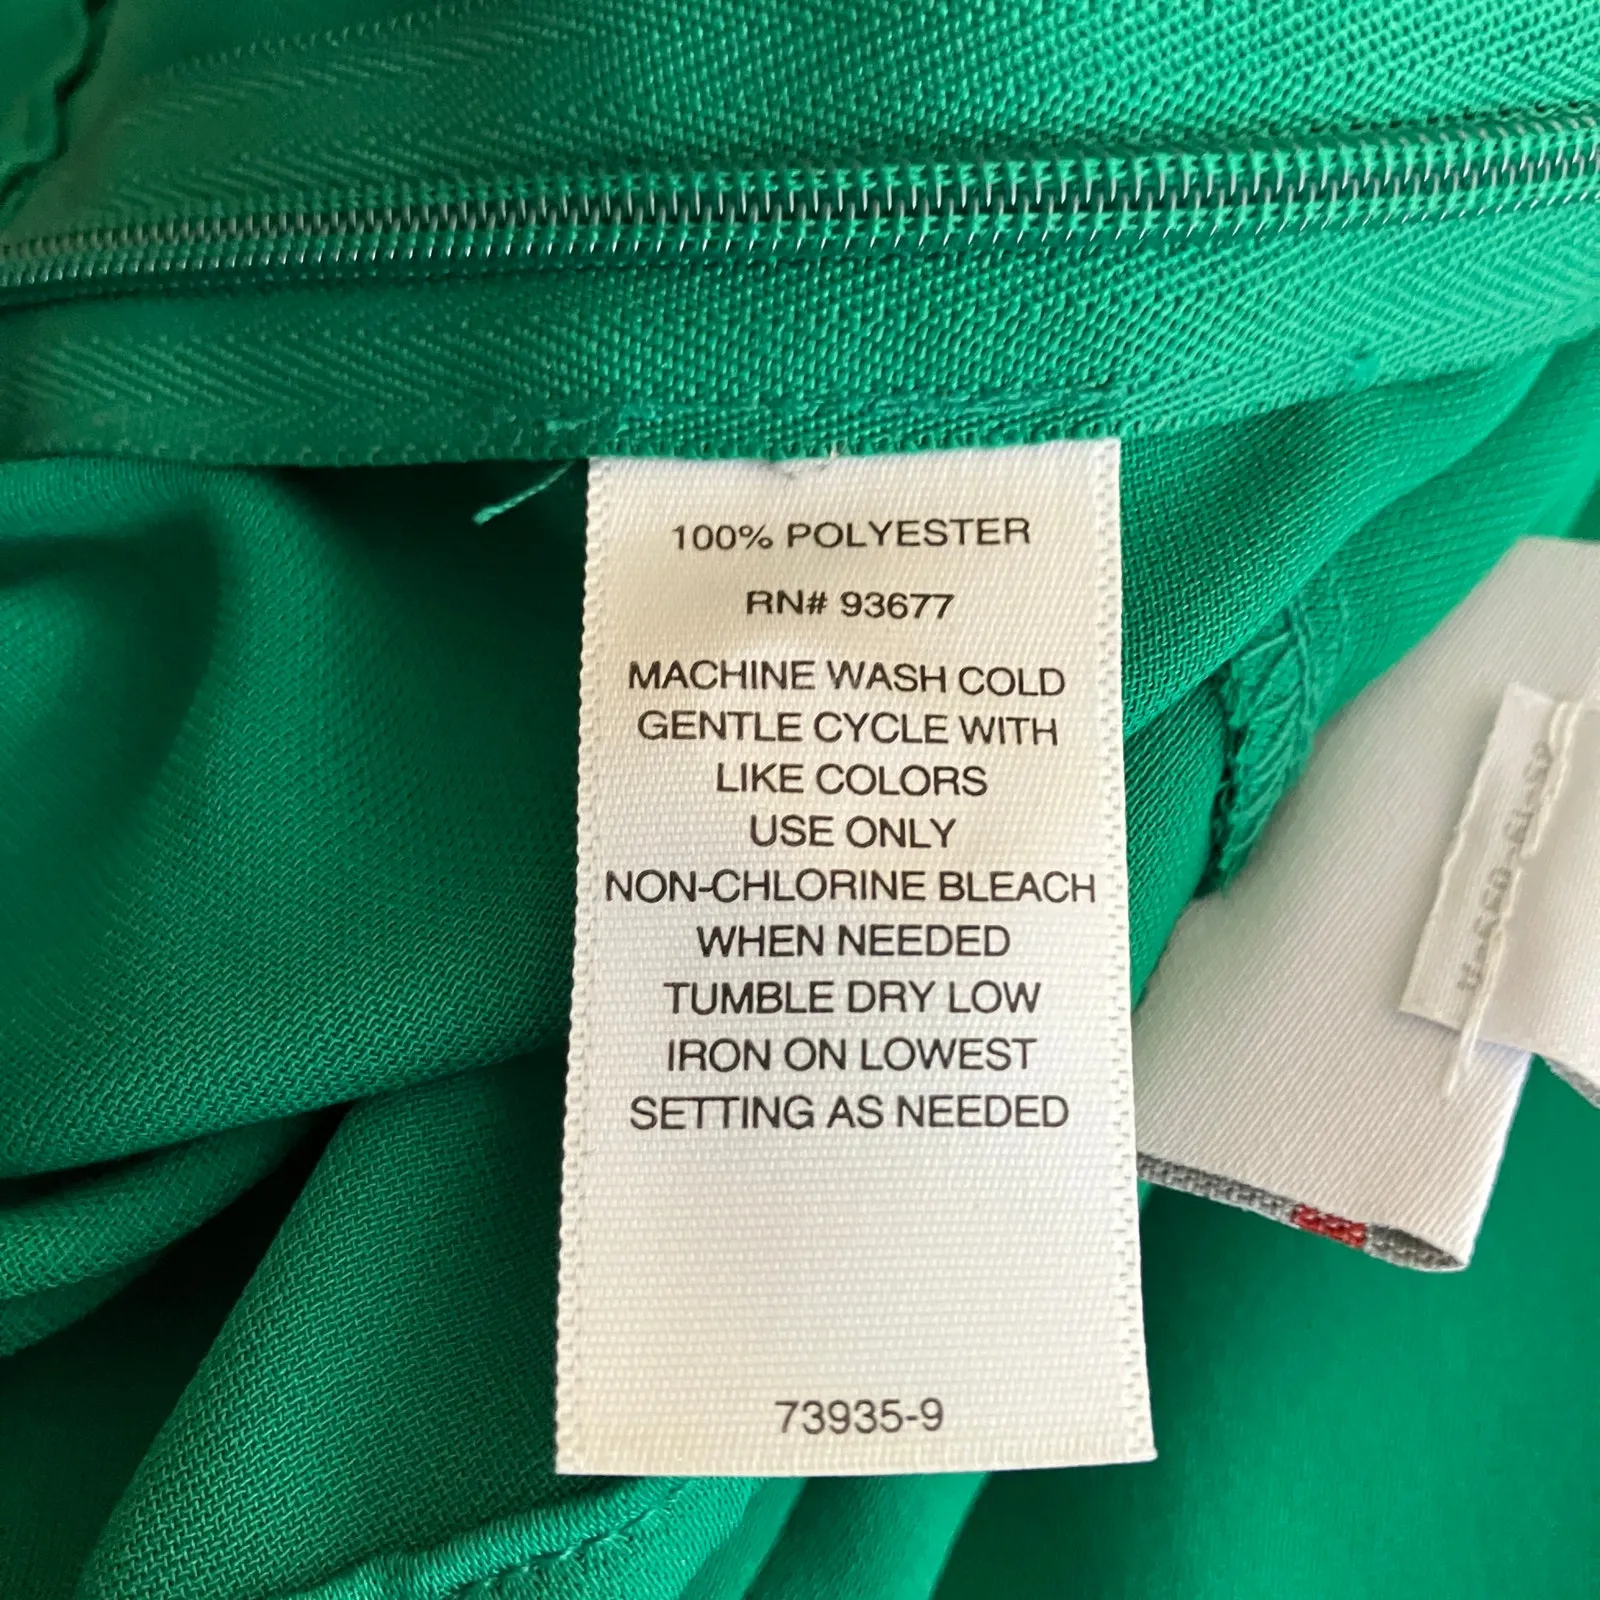 100% POLYESTER
RN# 93677
MACHINE WASH COLD
GENTLE CYCLE WITH
LIKE COLORS
USE ONLY
NON-CHLORINE BLEACH
WHEN NEEDED
TUMBLE DRY LOW
IRON ON LOWEST
SETTING AS NEEDED
73935-9